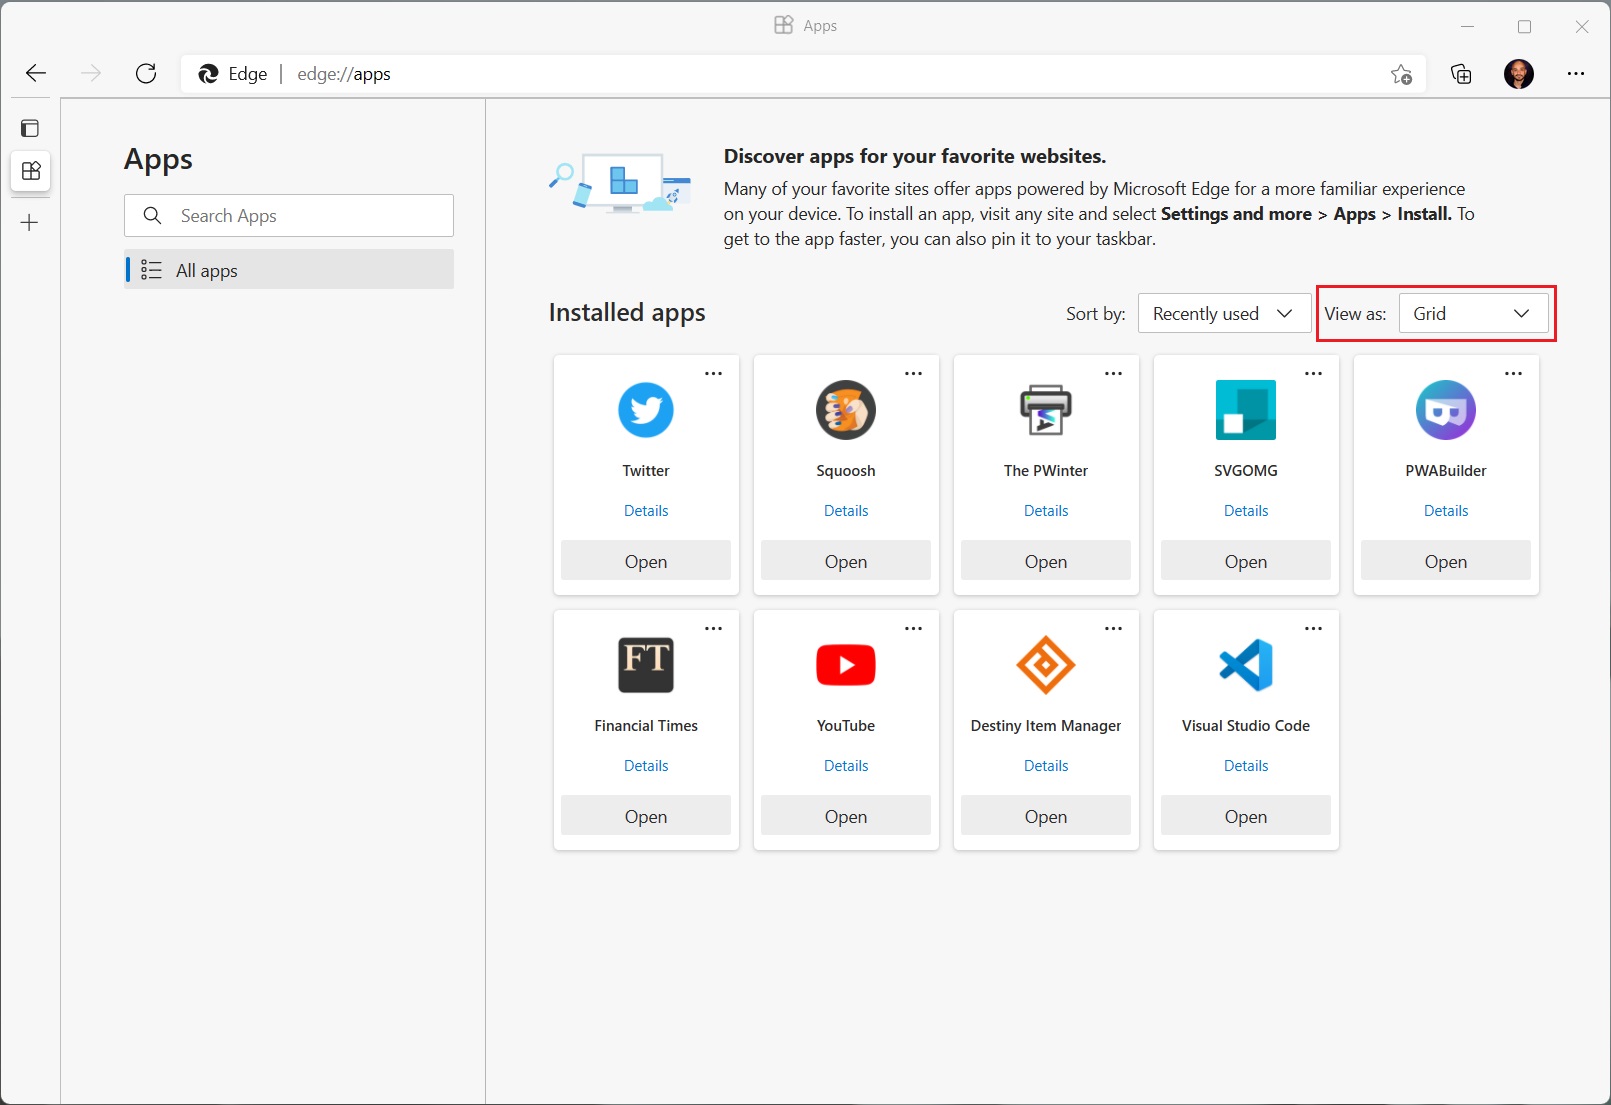 Apps
Edge | edge://apps
Apps
Search Apps
All apps
Discover apps for your favorite websites.
Many of your favorite sites offer apps powered by Microsoft Edge for a more familiar experience
on your device. To install an app, visit any site and select Settings and more > Apps > Install. To
get to the app faster, you can also pin it to your taskbar.
Installed apps
Sort by: Recently used
View as: Grid
Twitter
Details
Open
Squoosh
Details
Open
The PWinter
Details
Open
SVGOMG
Details
Open
PWABuilder
Details
Open
FT
Financial Times
Details
Open
YouTube
Details
Open
Destiny Item Manager
Details
Open
Visual Studio Code
Details
Open